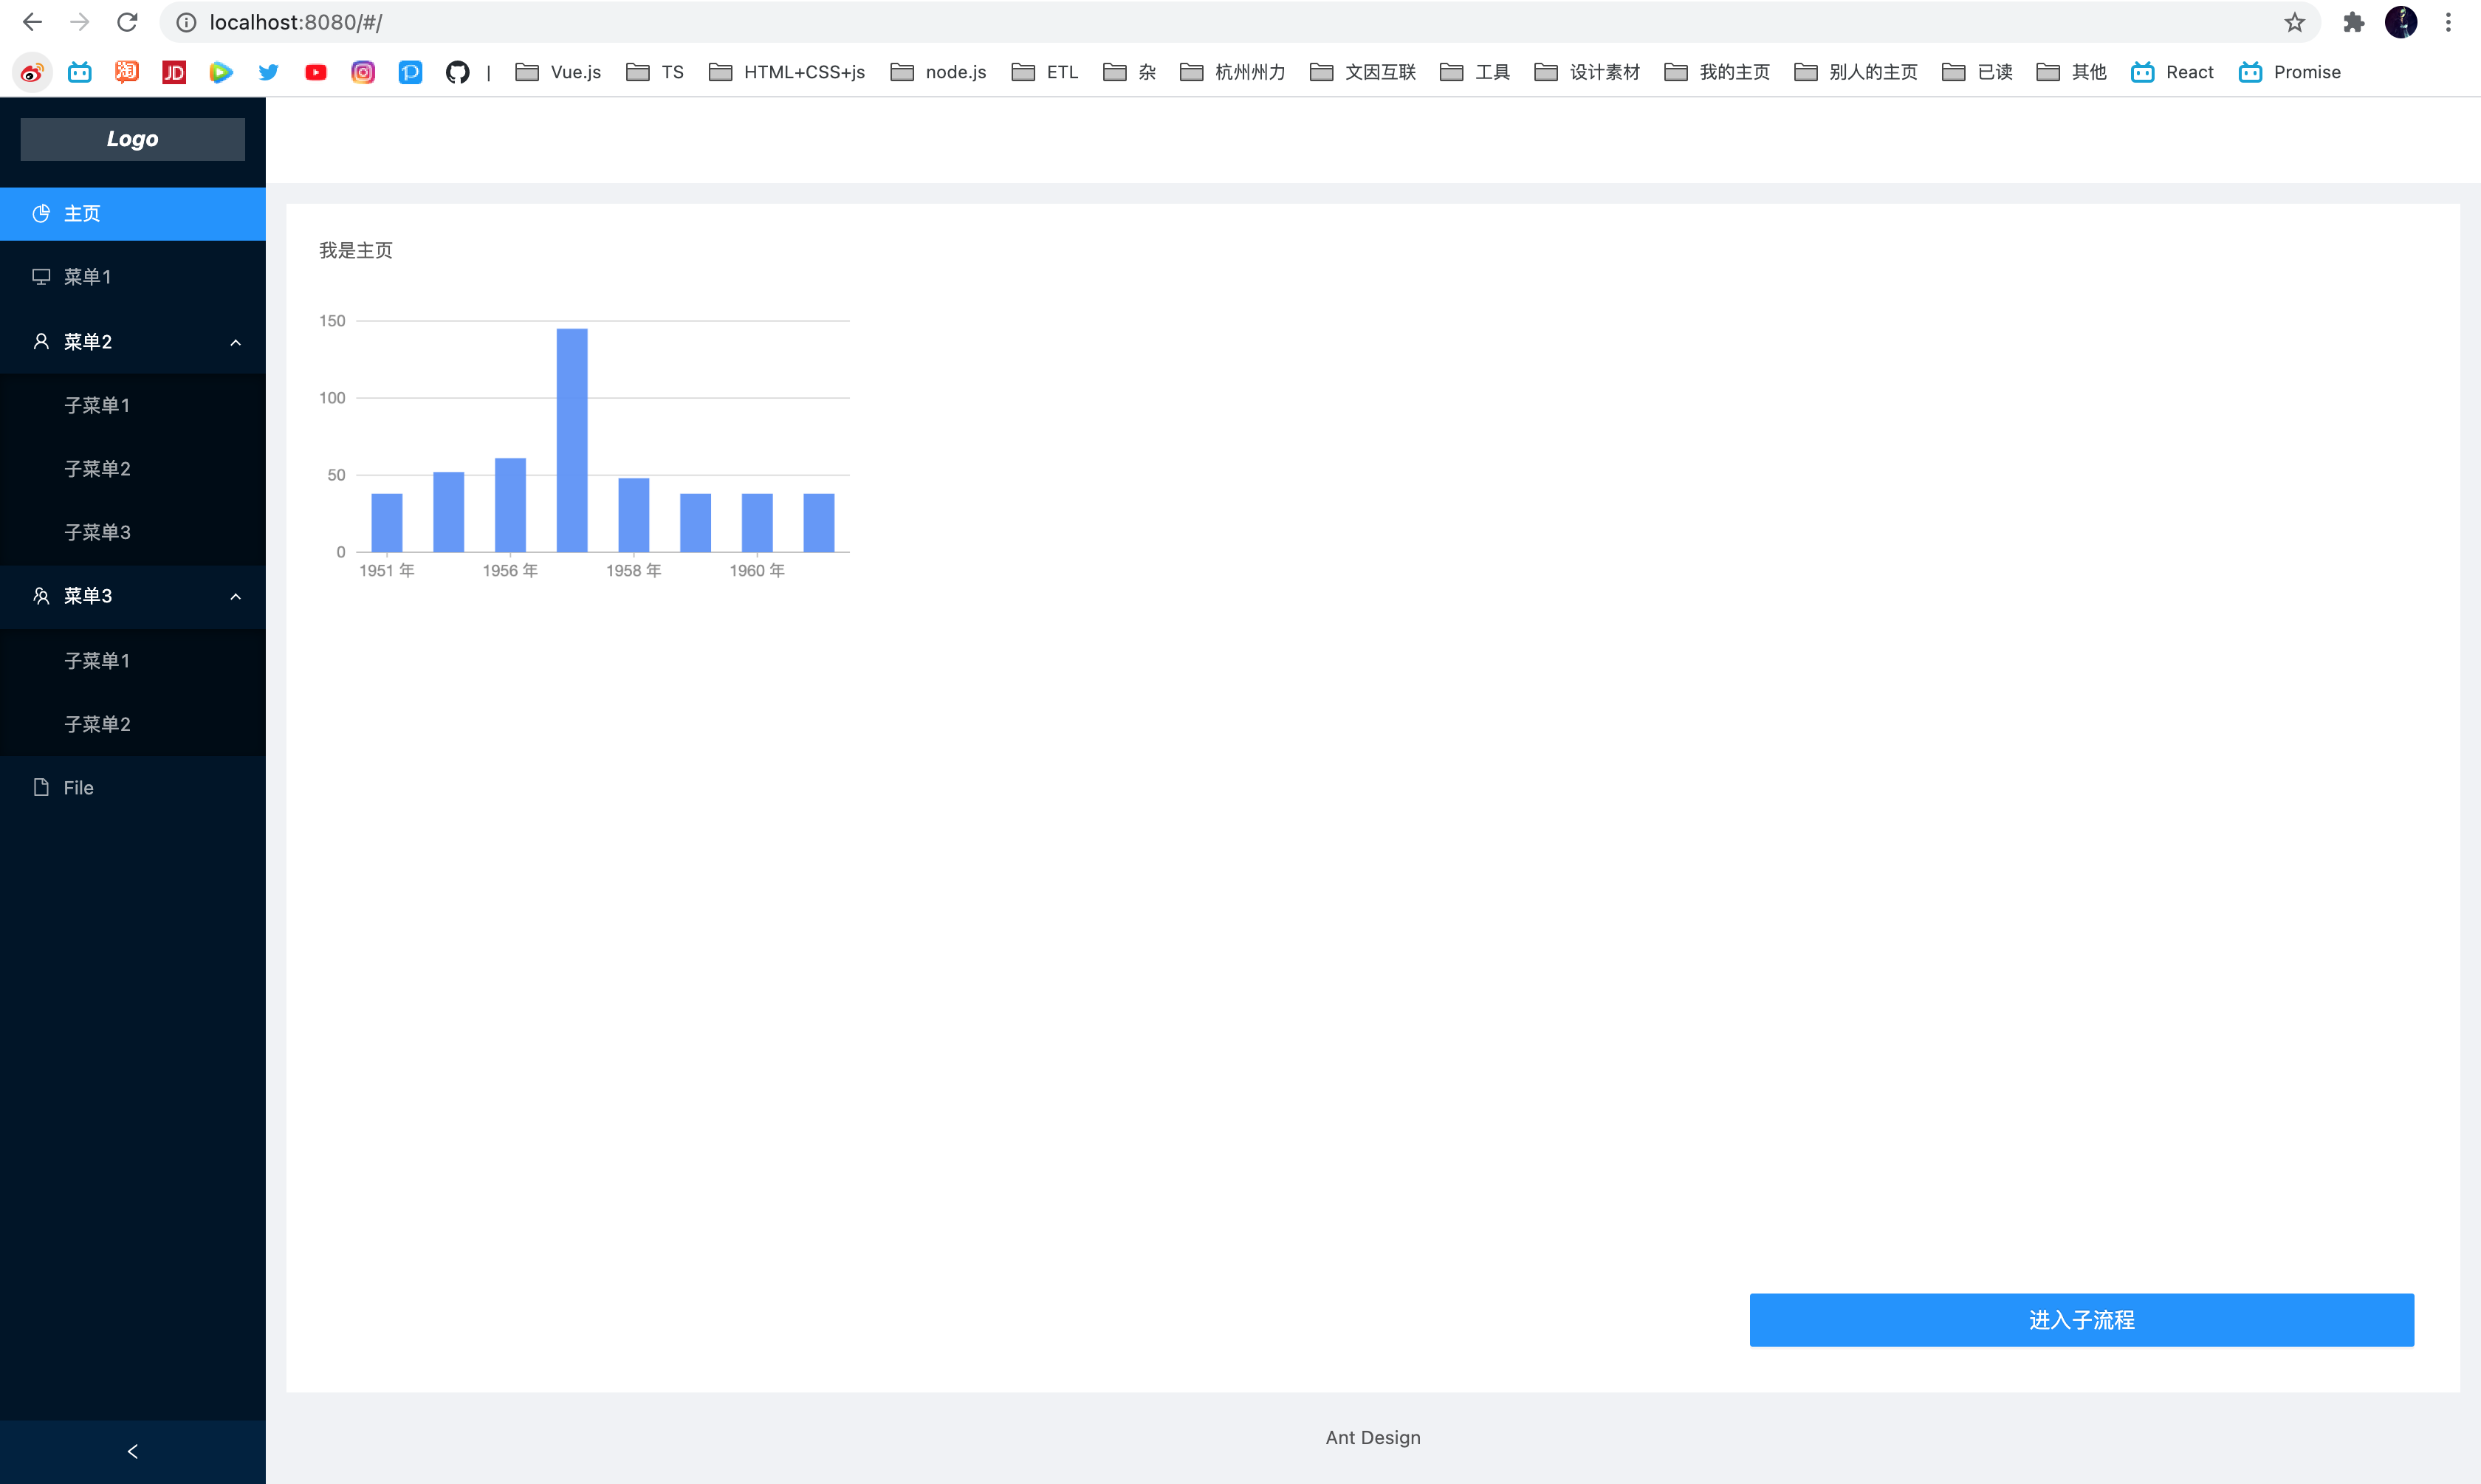 localhost:8080/#/
| Vue.js TS HTML+CSS+js node.js ETL 杂 杭州州力 文因互联 工具 设计素材 我的主页 别人的主页 已读 其他 React Promise
Logo
主页
菜单1
菜单2
子菜单1
子菜单2
子菜单3
菜单3
子菜单1
子菜单2
File
我是主页
150
100
50
0
1951 年 1956 年 1958 年 1960 年
进入子流程
Ant Design